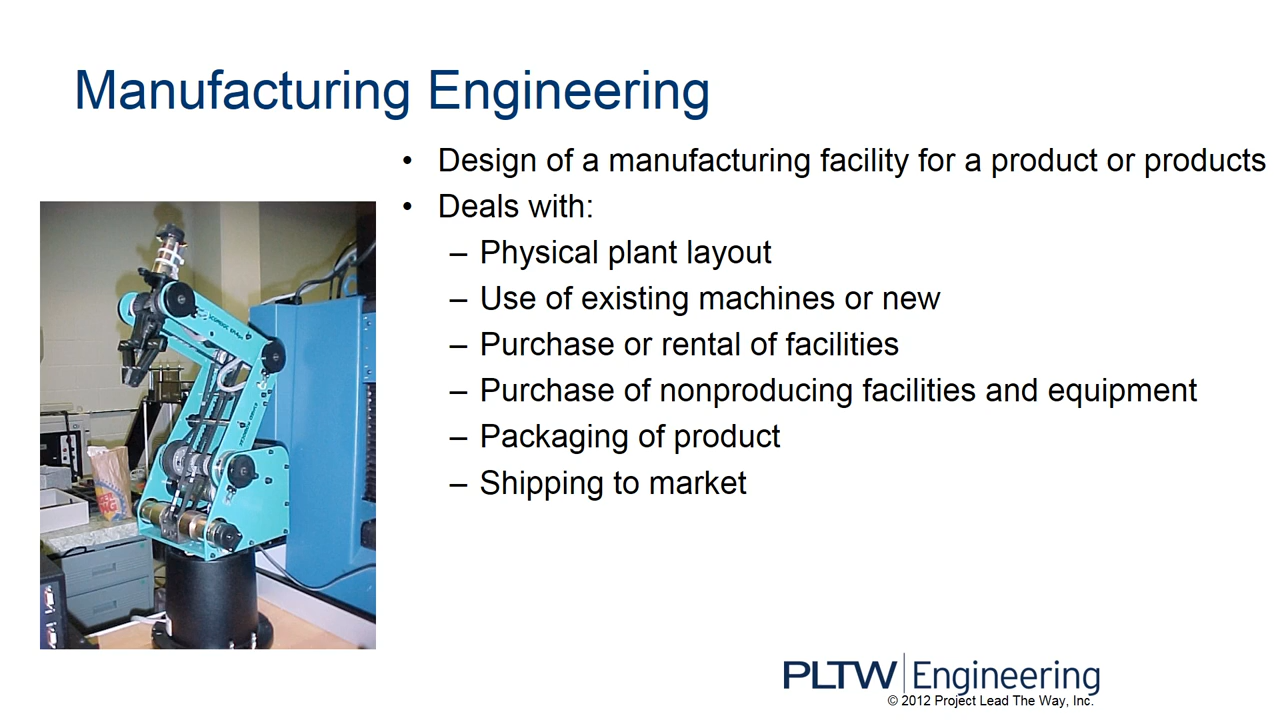 Manufacturing Engineering
• Design of a manufacturing facility for a product or products
• Deals with:
– Physical plant layout
– Use of existing machines or new
– Purchase or rental of facilities
– Purchase of nonproducing facilities and equipment
– Packaging of product
– Shipping to market
PLTW Engineering
© 2012 Project Lead The Way, Inc.